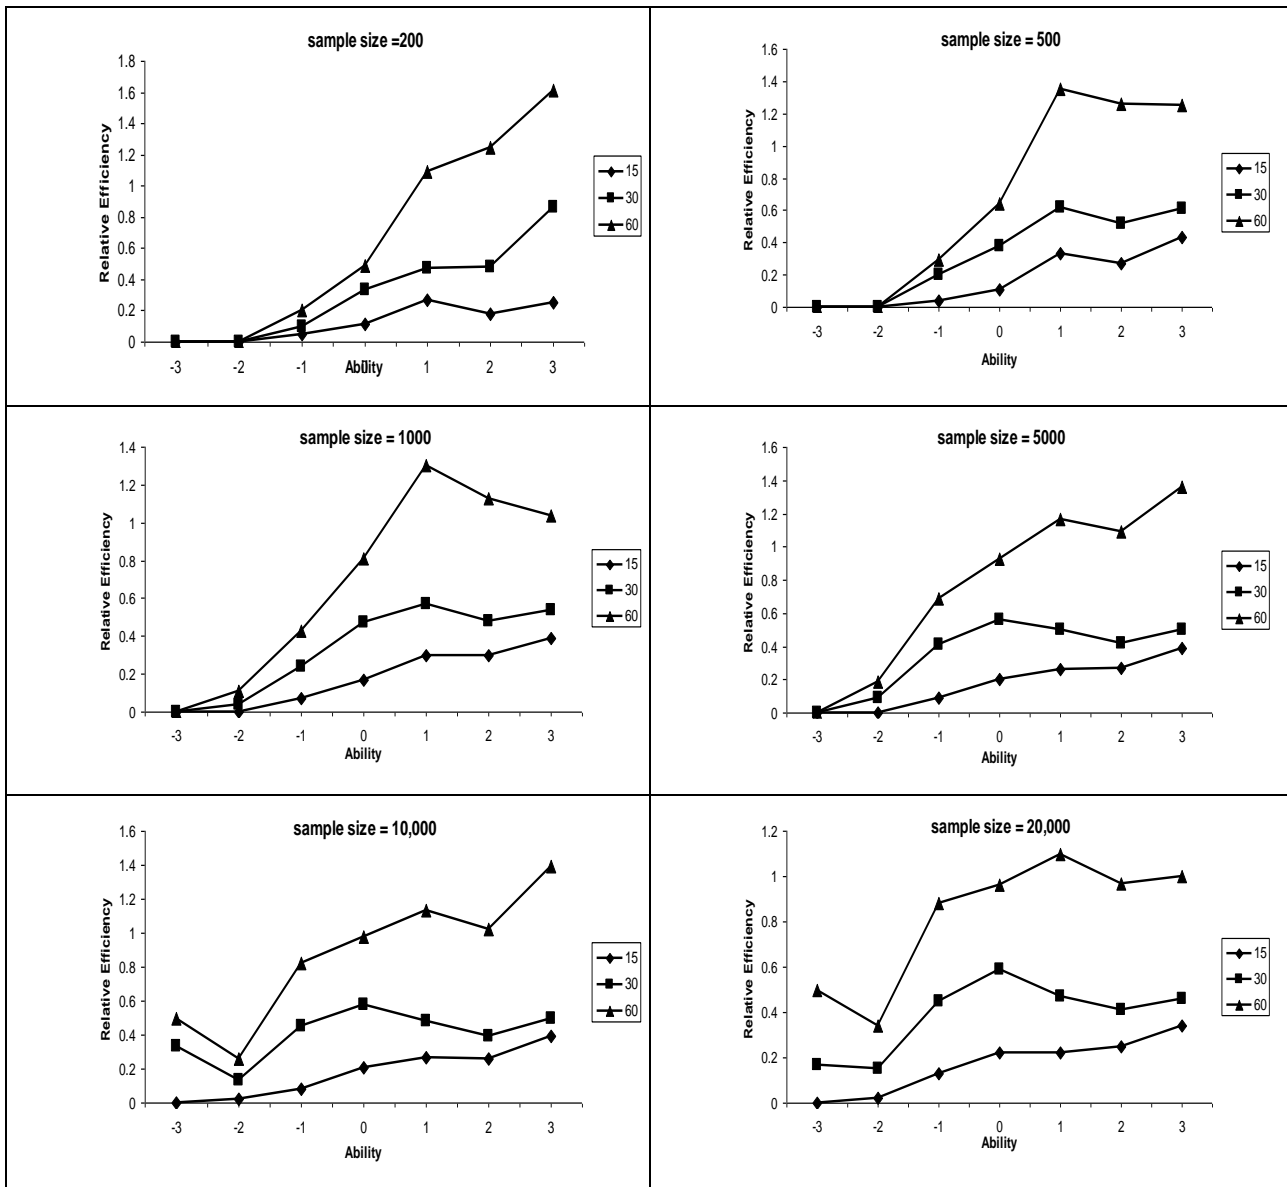 sample size =200
1.8
1.6
1.4
1.2
1
0.8
0.6
0.4
0.2
0
Relative Efficiency
-3 -2 -1 0 1 2 3
Ability
15
30
60
sample size = 500
1.6
1.4
1.2
1
0.8
0.6
0.4
0.2
0
Relative Efficiency
-3 -2 -1 0 1 2 3
Ability
15
30
60
sample size = 1000
1.4
1.2
1
0.8
0.6
0.4
0.2
0
Relative Efficiency
-3 -2 -1 0 1 2 3
Ability
15
30
60
sample size = 5000
1.6
1.4
1.2
1
0.8
0.6
0.4
0.2
0
Relative Efficiency
-3 -2 -1 0 1 2 3
Ability
15
30
60
sample size = 10,000
1.6
1.4
1.2
1
0.8
0.6
0.4
0.2
0
Relative Efficiency
-3 -2 -1 0 1 2 3
Ability
15
30
60
sample size = 20,000
1.2
1
0.8
0.6
0.4
0.2
0
Relative Efficiency
-3 -2 -1 0 1 2 3
Ability
15
30
60